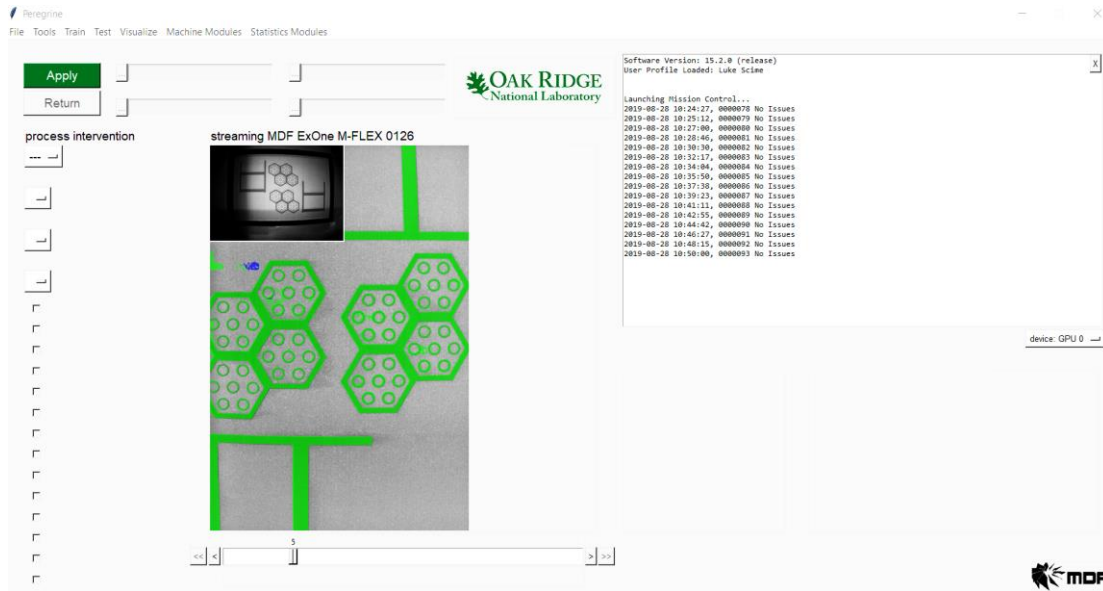 Peregrine
File Tools Train Test Visualize Machine Modules Statistics Modules
Apply
Return
OAK RIDGE
National Laboratory
process intervention
---
streaming MDF ExOne M-FLEX 0126
Software Version: 15.2.0 (release)
User Profile Loaded: Luke Scime
X
Launching Mission Control...
2019-08-28 10:24:27, 0000078 No Issues
2019-08-28 10:25:12, 0000079 No Issues
2019-08-28 10:27:00, 0000080 No Issues
2019-08-28 10:28:46, 0000081 No Issues
2019-08-28 10:30:30, 0000082 No Issues
2019-08-28 10:32:17, 0000083 No Issues
2019-08-28 10:34:04, 0000084 No Issues
2019-08-28 10:35:50, 0000085 No Issues
2019-08-28 10:37:38, 0000086 No Issues
2019-08-28 10:39:23, 0000087 No Issues
2019-08-28 10:41:11, 0000088 No Issues
2019-08-28 10:42:55, 0000089 No Issues
2019-08-28 10:44:42, 0000090 No Issues
2019-08-28 10:46:27, 0000091 No Issues
2019-08-28 10:48:15, 0000092 No Issues
2019-08-28 10:50:00, 0000093 No Issues
device: GPU 0
5
<< < > >>
MDF